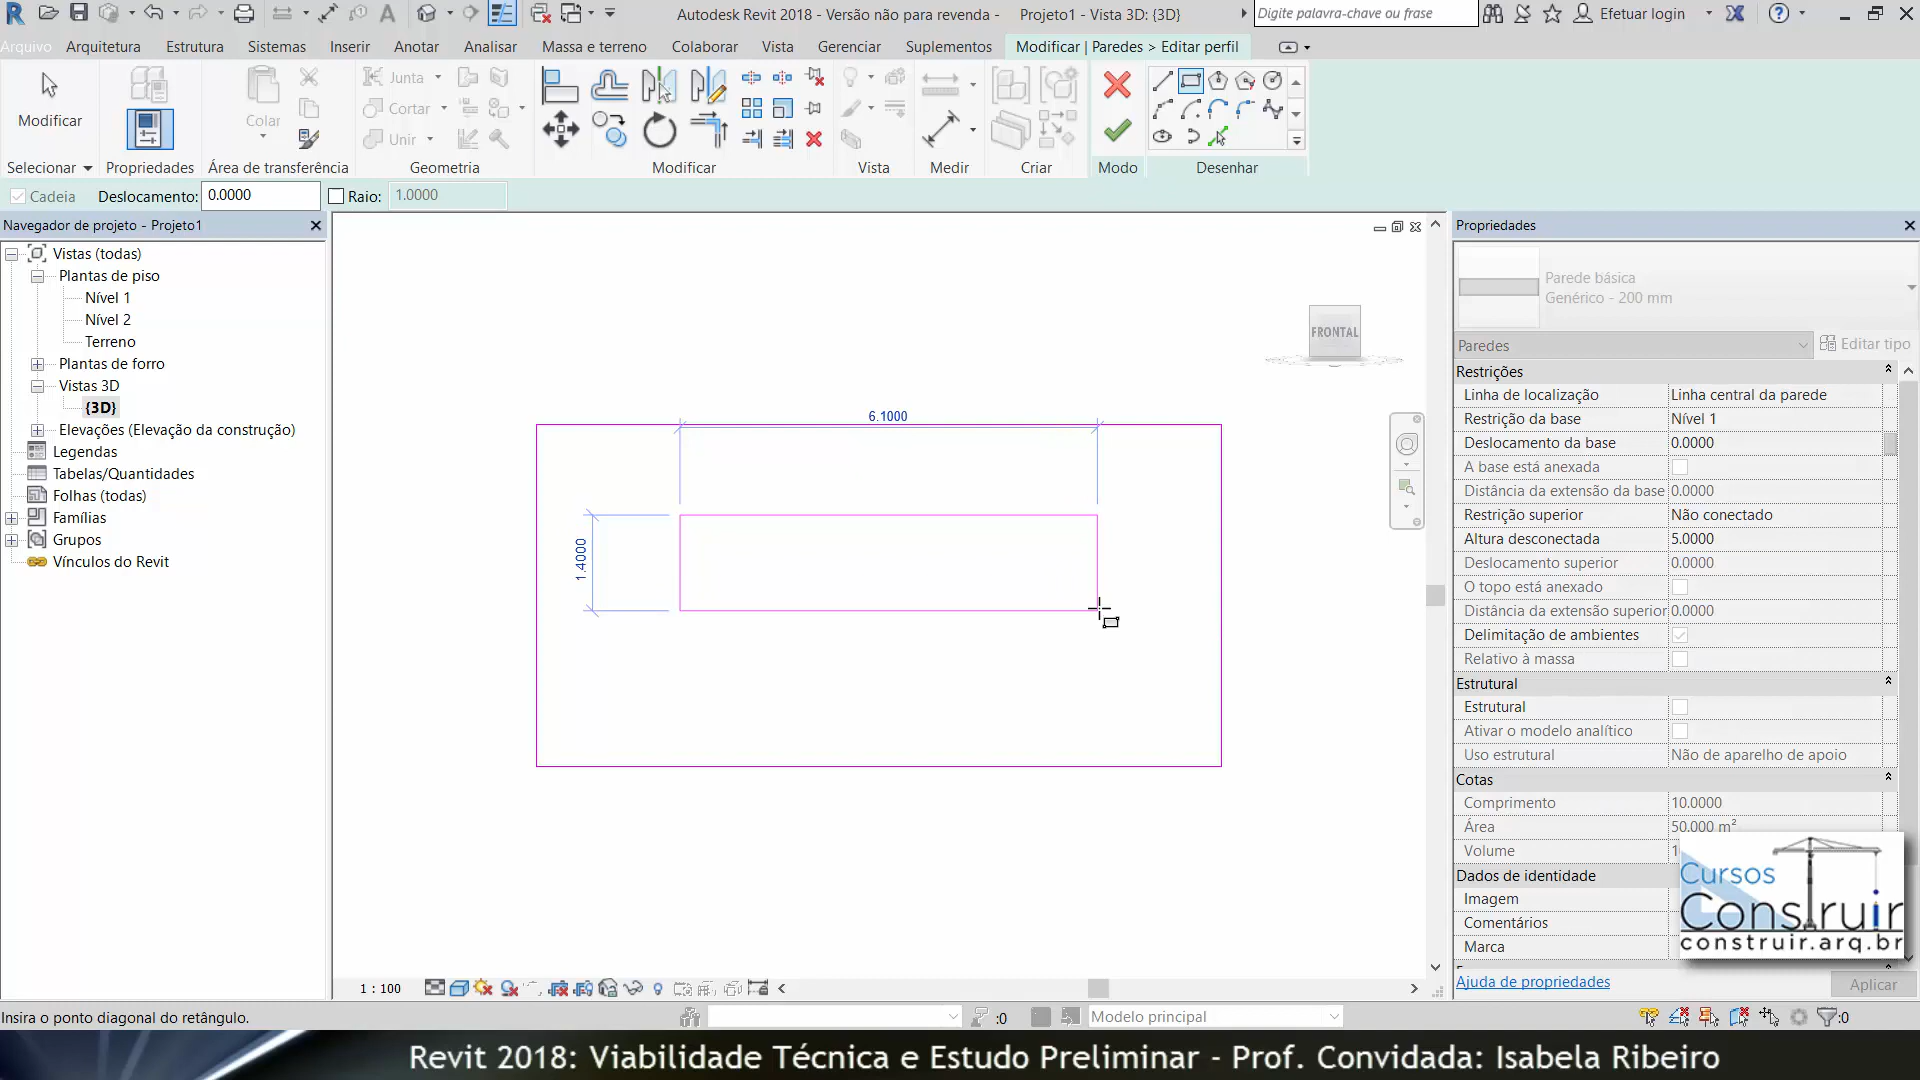 Autodesk Revit 2018 - Versão não para revenda - Projeto1 - Vista 3D: {3D}
Digite palavra-chave ou frase
Efetuar login
Arquivo Arquitetura Estrutura Sistemas Inserir Anotar Analisar Massa e terreno Colaborar Vista Gerenciar Suplementos Modificar | Paredes > Editar perfil
Modificar
Colar
Junta
Cortar
Unir
Selecionar Propriedades Área de transferência Geometria Modificar Vista Medir Criar Modo Desenhar
Cadeia Deslocamento: 0.0000 Raio: 1.0000
Navegador de projeto - Projeto1
Vistas (todas)
Plantas de piso
Nível 1
Nível 2
Terreno
Plantas de forro
Vistas 3D
{3D}
Elevações (Elevação da construção)
Legendas
Tabelas/Quantidades
Folhas (todas)
Famílias
Grupos
Vínculos do Revit
FRONTAL
6.1000
1.4000
Propriedades
Parede básica
Genérico - 200 mm
Paredes Editar tipo
Restrições
Linha de localização Linha central da parede
Restrição da base Nível 1
Deslocamento da base 0.0000
A base está anexada
Distância da extensão da base 0.0000
Restrição superior Não conectado
Altura desconectada 5.0000
Deslocamento superior 0.0000
O topo está anexado
Distância da extensão superior 0.0000
Delimitação de ambientes
Relativo à massa
Estrutural
Estrutural
Ativar o modelo analítico
Uso estrutural Não de aparelho de apoio
Cotas
Comprimento 10.0000
Área 50.000 m²
Volume 1
Dados de identidade
Imagem
Comentários
Marca
Cursos
Construir
construir.arq.br
Ajuda de propriedades Aplicar
1 : 100
Insira o ponto diagonal do retângulo.
:0
Modelo principal
:0
Revit 2018: Viabilidade Técnica e Estudo Preliminar - Prof. Convidada: Isabela Ribeiro